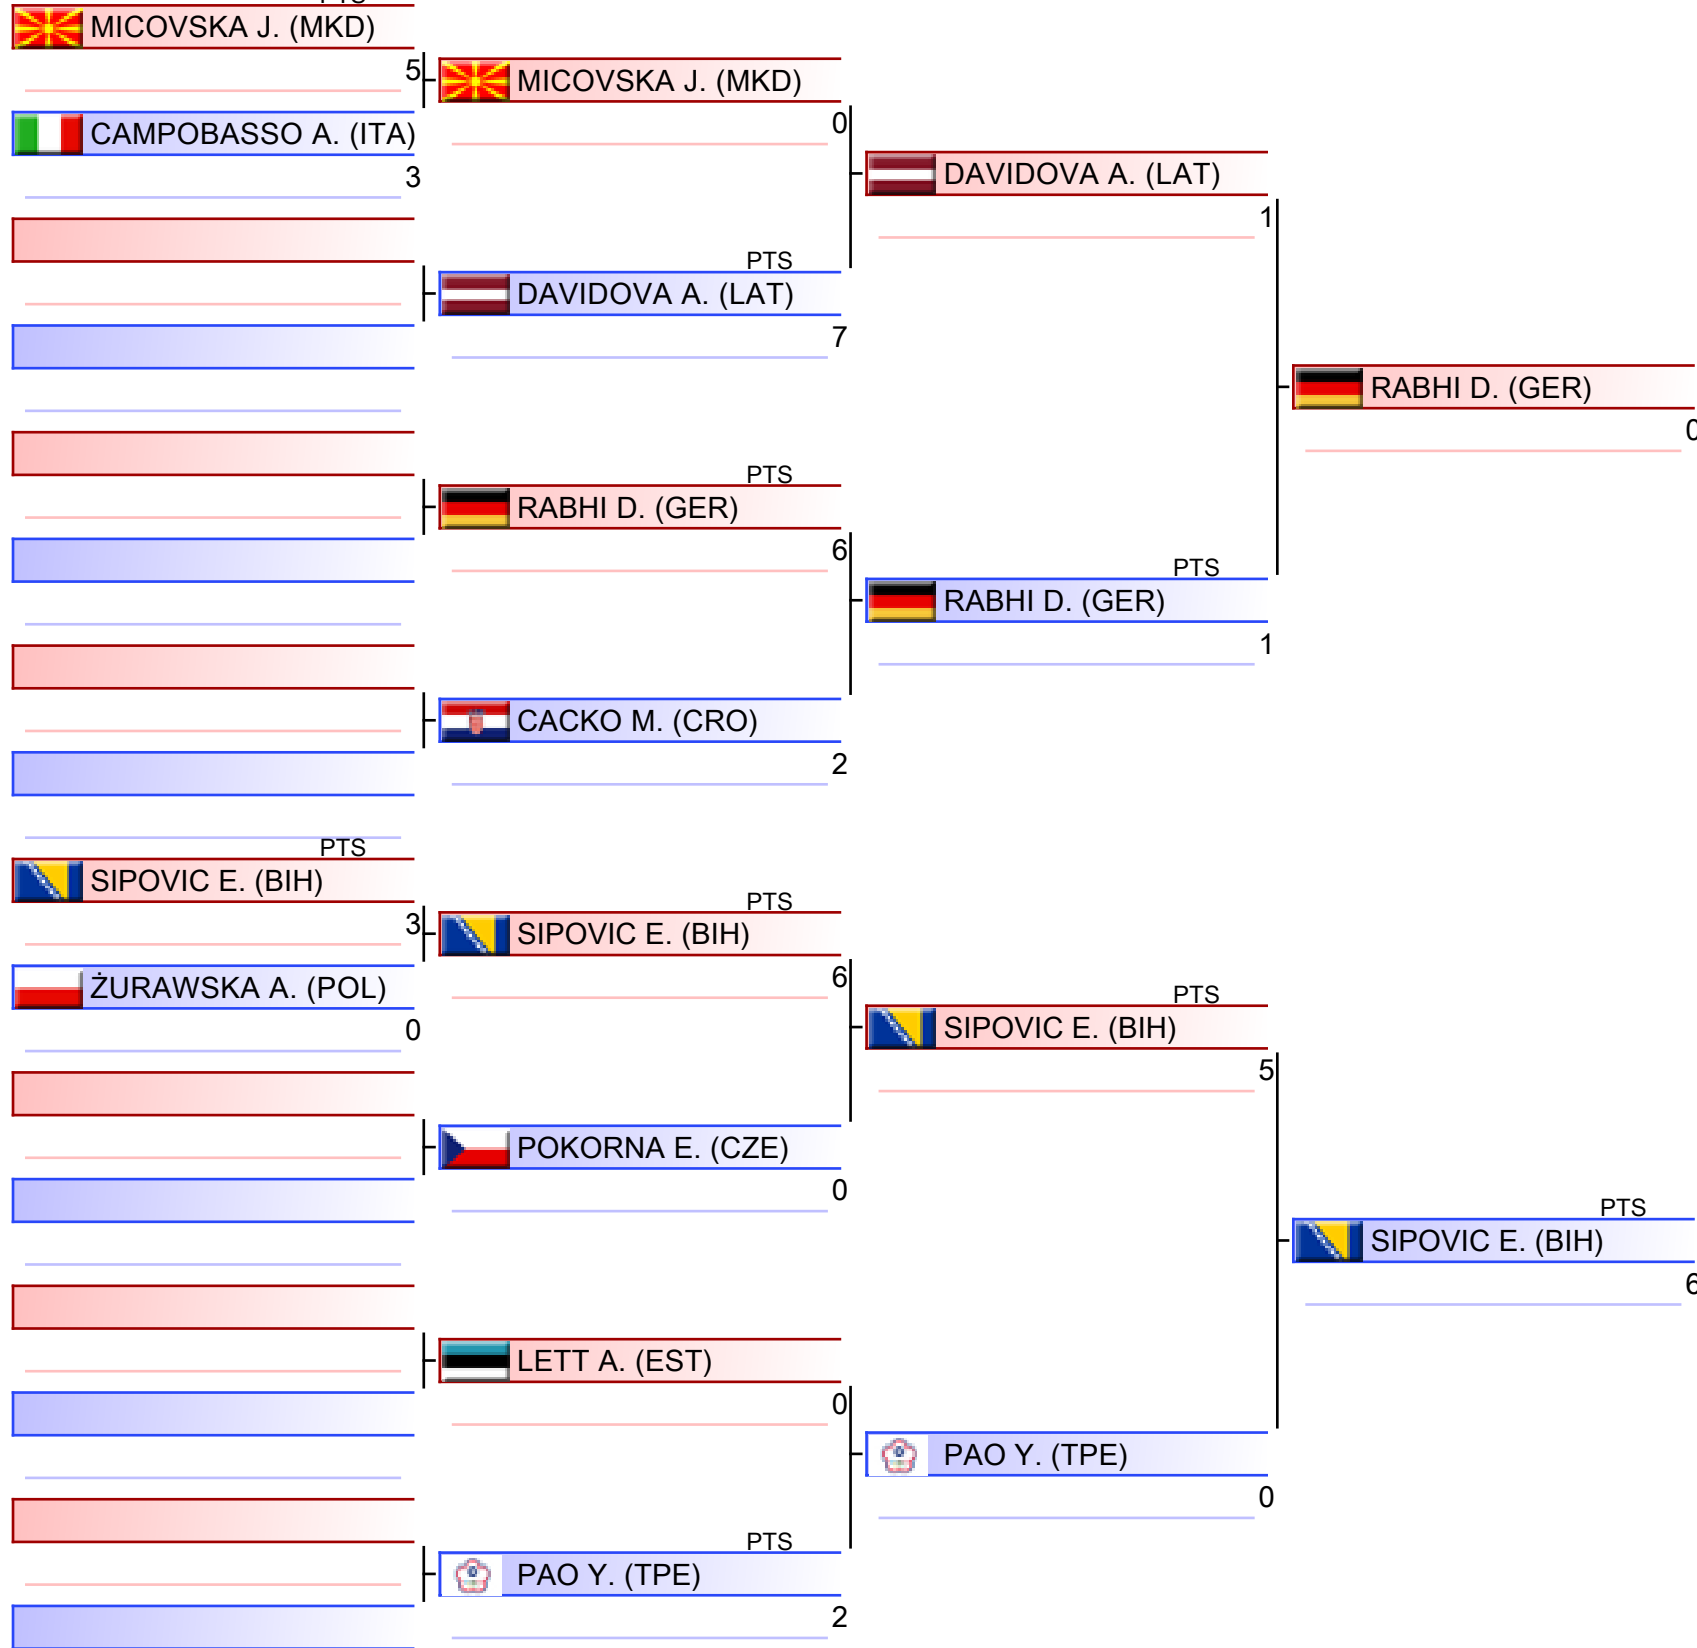 PTS
MICOVSKA J. (MKD)
5
CAMPOBASSO A. (ITA)
3
PTS
SIPOVIC E. (BIH)
3
ŻURAWSKA A. (POL)
0
MICOVSKA J. (MKD)
0
PTS
DAVIDOVA A. (LAT)
7
PTS
RABHI D. (GER)
6
CACKO M. (CRO)
2
PTS
SIPOVIC E. (BIH)
6
POKORNA E. (CZE)
0
LETT A. (EST)
0
PTS
PAO Y. (TPE)
2
DAVIDOVA A. (LAT)
1
PTS
RABHI D. (GER)
1
PTS
SIPOVIC E. (BIH)
5
PAO Y. (TPE)
0
RABHI D. (GER)
0
PTS
SIPOVIC E. (BIH)
6